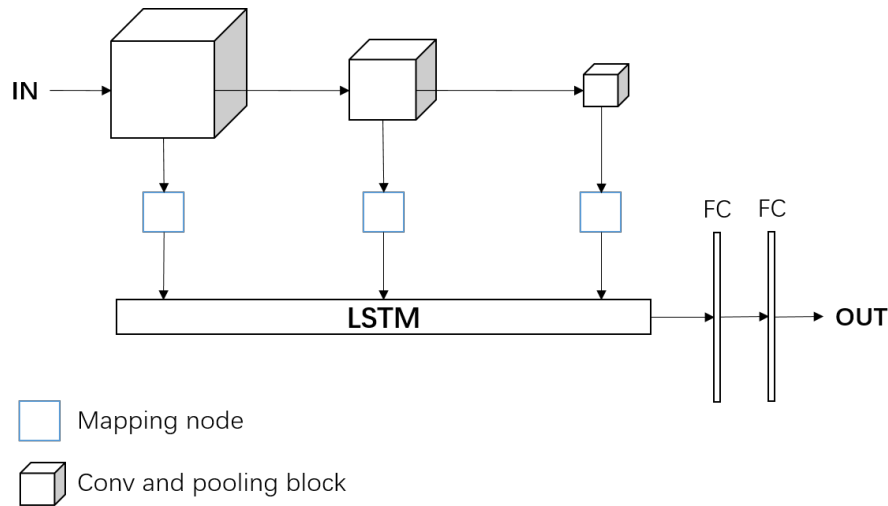 IN
FC
FC
LSTM
OUT
Mapping node
Conv and pooling block